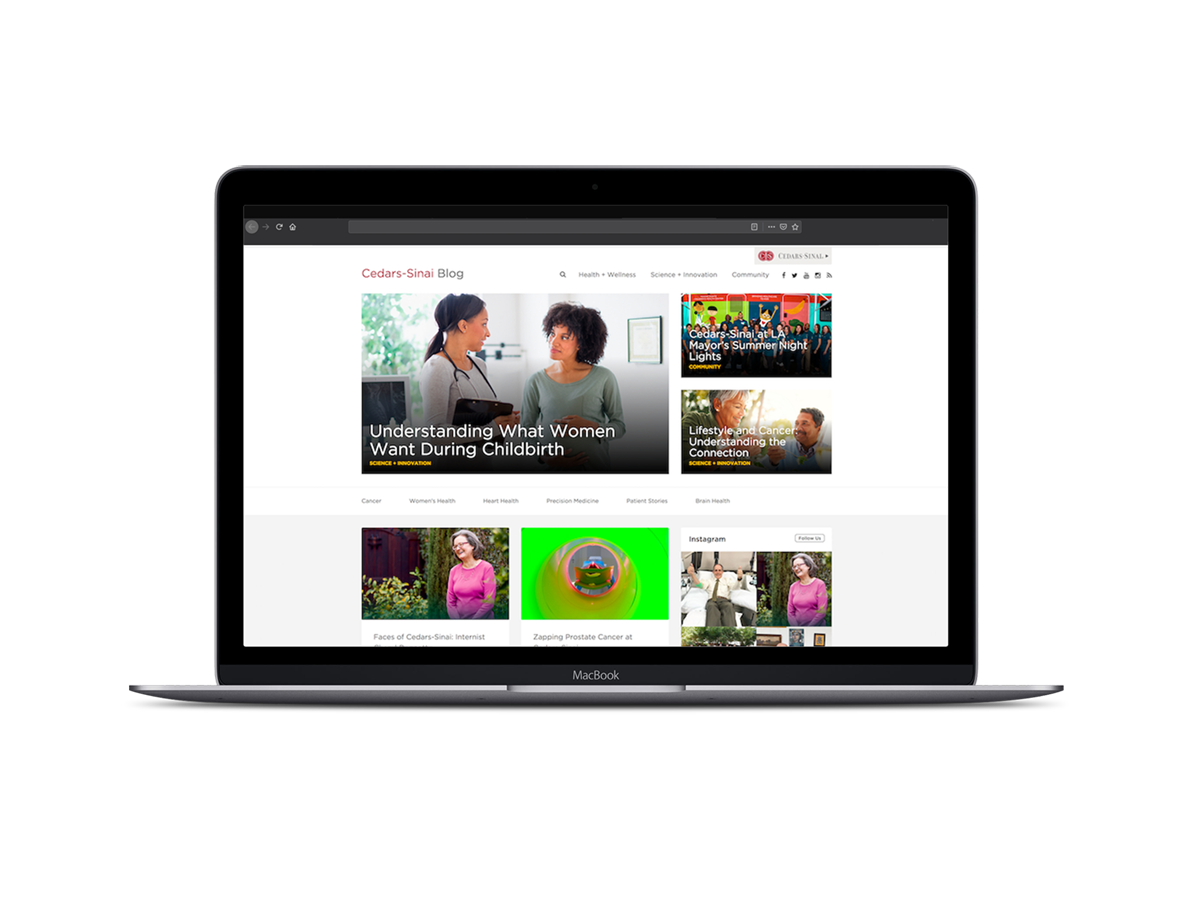 CEDARS-SINAI
Cedars-Sinai Blog
Health + Wellness
Science + Innovation
Community
Understanding What Women
Want During Childbirth
SCIENCE + INNOVATION
Cedars-Sinai at LA
Mayor's Summer Night
Lights
COMMUNITY
Lifestyle and Cancer:
Understanding the
Connection
SCIENCE + INNOVATION
Cancer
Women's Health
Heart Health
Precision Medicine
Patient Stories
Brain Health
Faces of Cedars-Sinai: Internist
Zapping Prostate Cancer at
Instagram
Follow Us
MacBook